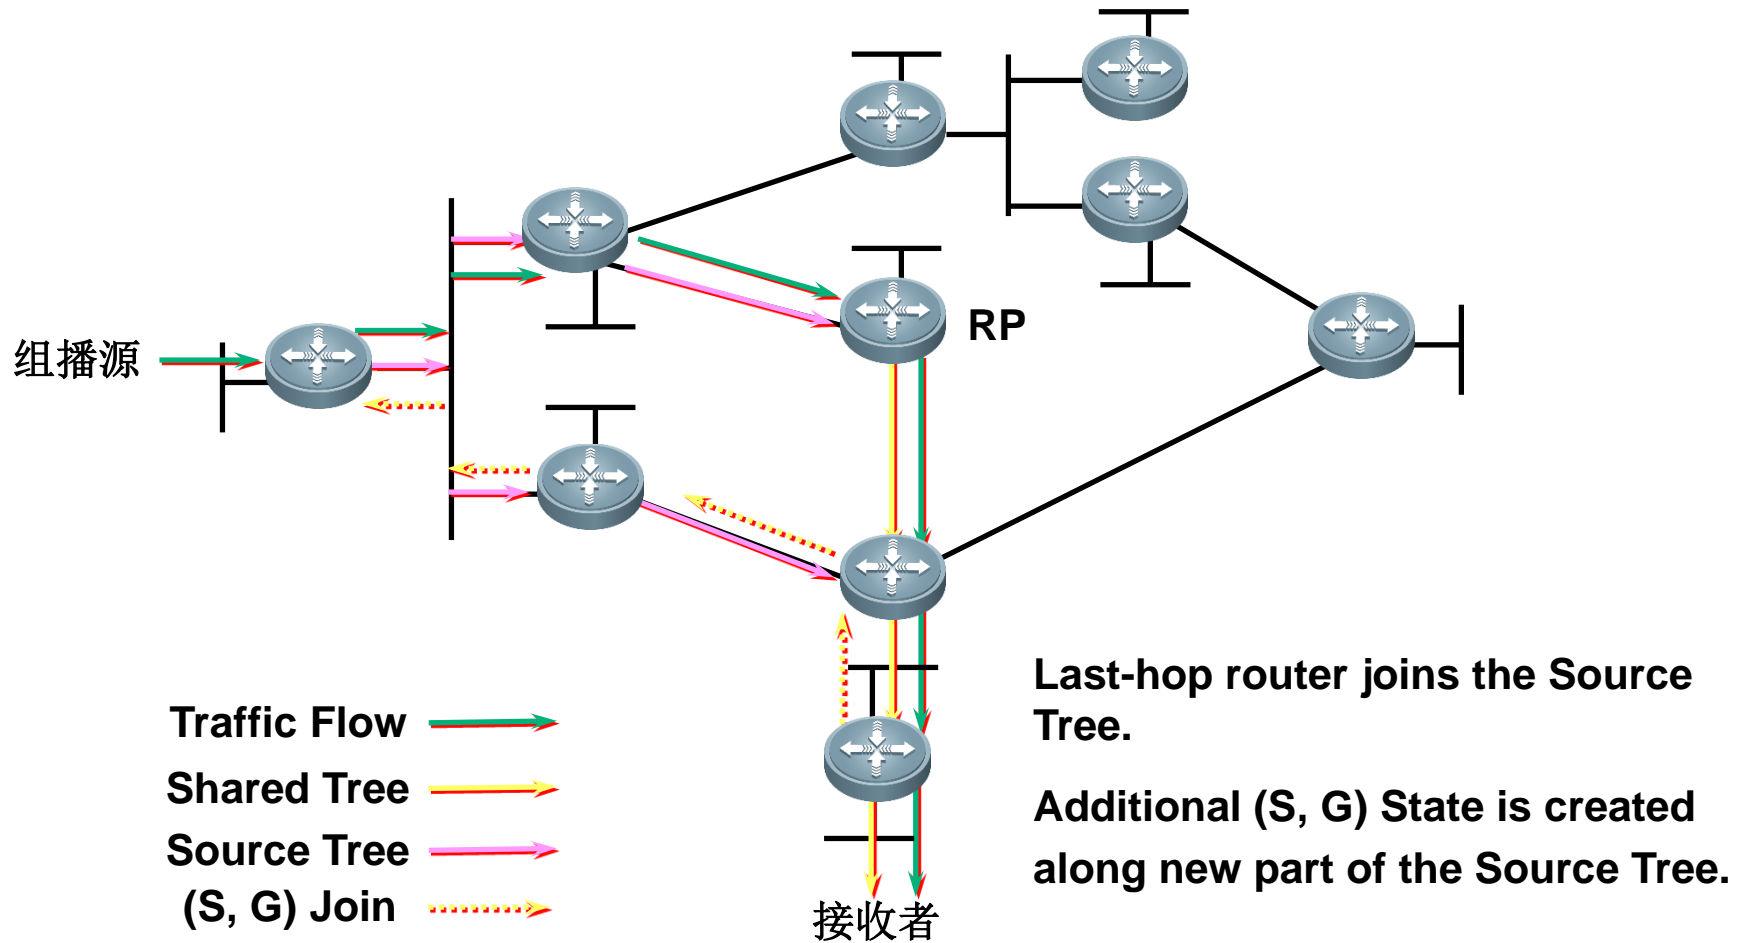 组播源
RP
Traffic Flow
Shared Tree
Source Tree
(S, G) Join
接收者
Last-hop router joins the Source
Tree.
Additional (S, G) State is created
along new part of the Source Tree.